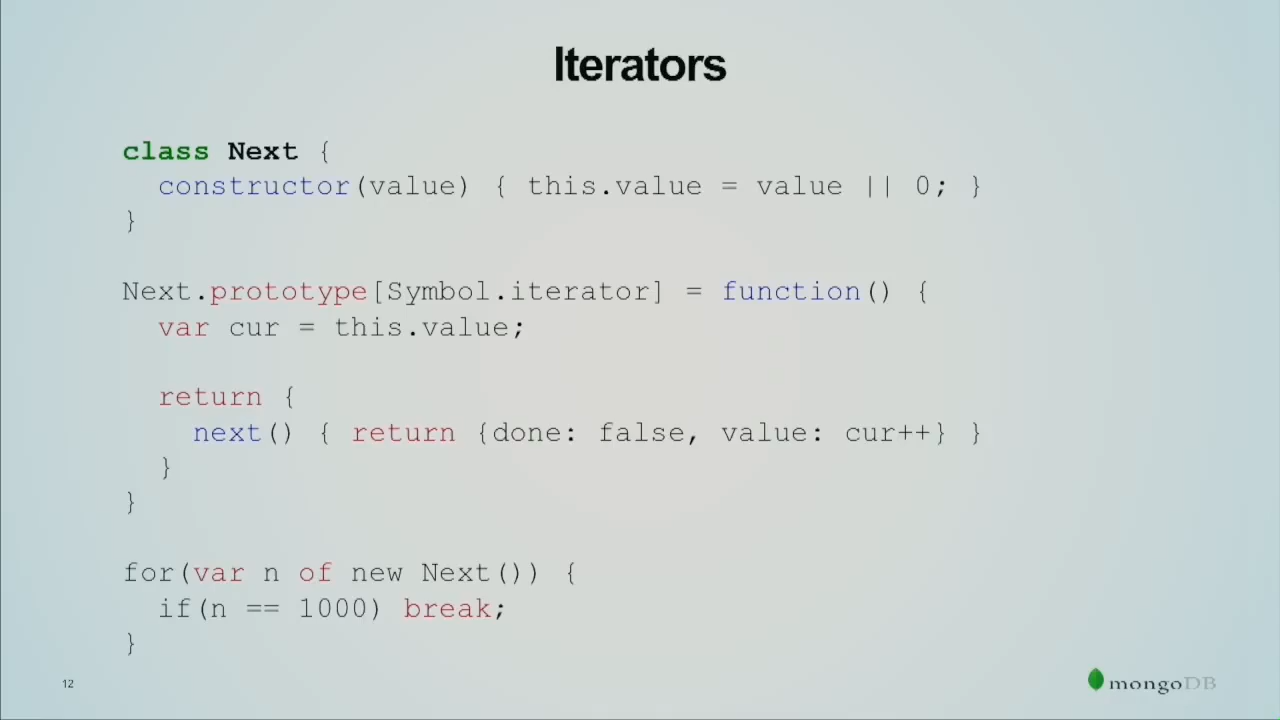 Iterators
class Next {
constructor(value) { this.value = value || 0; }
}
Next.prototype[Symbol.iterator] = function() {
var cur = this.value;
return {
next() { return {done: false, value: cur++} }
}
}
for(var n of new Next()) {
if(n == 1000) break;
}
12
mongoDB